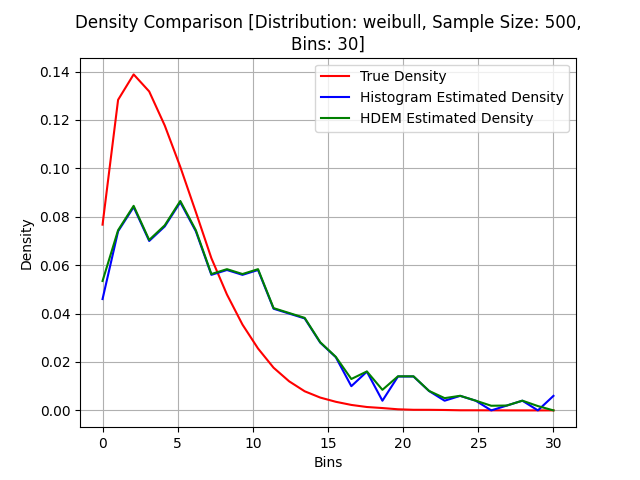 Density Comparison [Distribution: weibull, Sample Size: 500,
Bins: 30]
True Density
Histogram Estimated Density
HDEM Estimated Density
Density
0.14
0.12
0.10
0.08
0.06
0.04
0.02
0.00
0 5 10 15 20 25 30
Bins